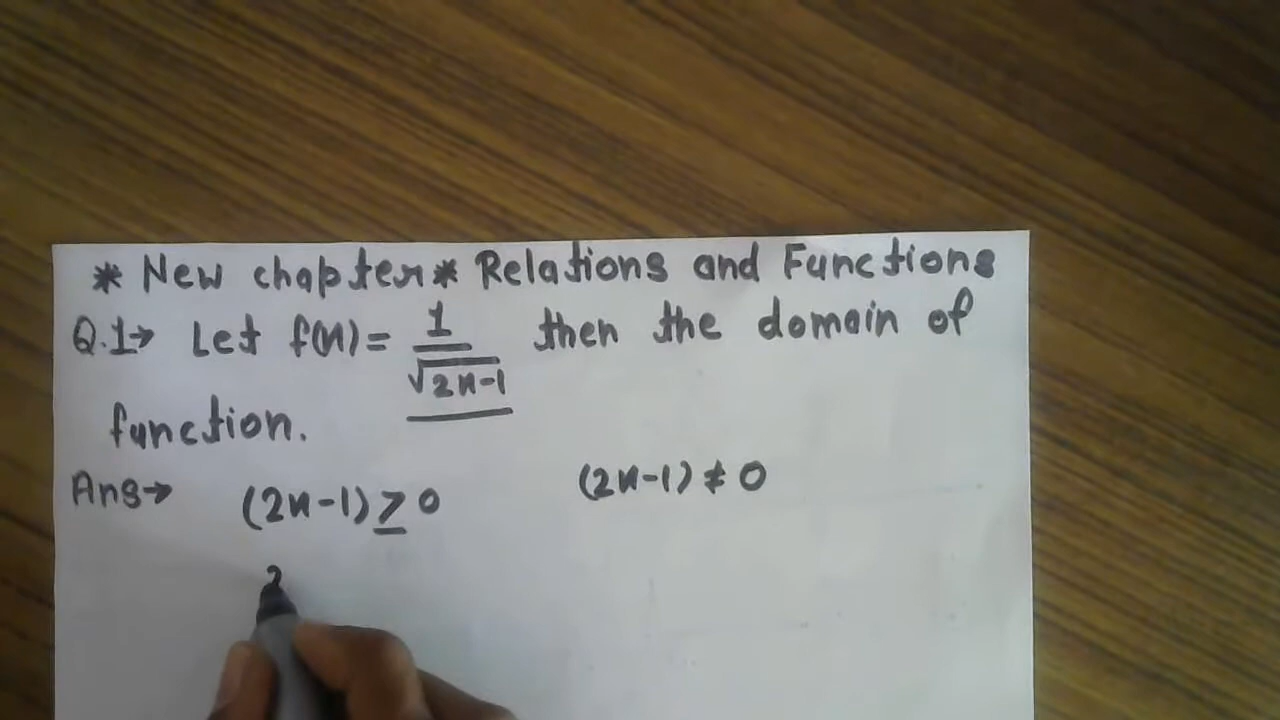 * New chapter * Relations and Functions
Q.1→ Let f(x) = 1/√(2x-1) then the domain of
function.
Ans→ (2x-1) ≥ 0 (2x-1) ≠ 0
2